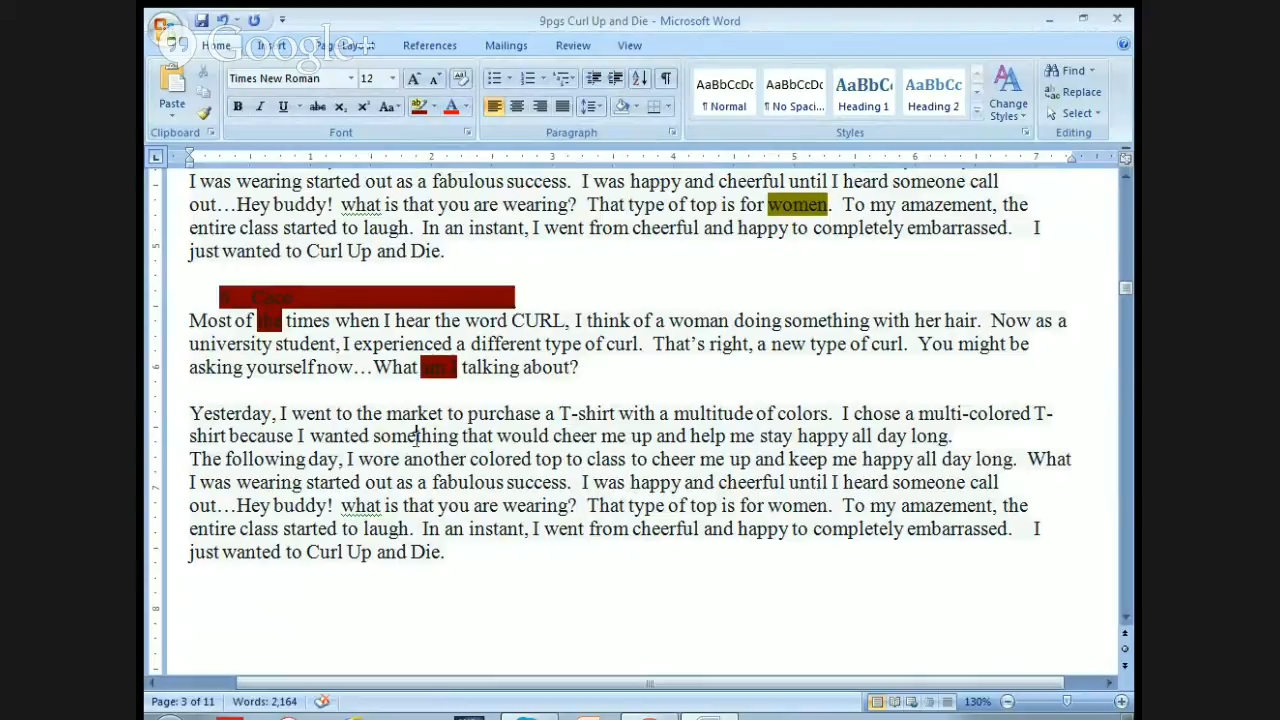 9pgs Curl Up and Die - Microsoft Word
Google+
Home Insert Page Layout References Mailings Review View
Times New Roman 12
AaBbCcDc AaBbCcDc AaBbCc AaBbCc
Paste
¶ Normal ¶ No Spaci... Heading 1 Heading 2
Change Styles
Find
Replace
Select
Clipboard Font Paragraph Styles Editing
1 2 3 4 5 6 7
I was wearing started out as a fabulous success. I was happy and cheerful until I heard someone call
out…Hey buddy! what is that you are wearing? That type of top is for women. To my amazement, the
entire class started to laugh. In an instant, I went from cheerful and happy to completely embarrassed. I
just wanted to Curl Up and Die.
Most of the times when I hear the word CURL, I think of a woman doing something with her hair. Now as a
university student, I experienced a different type of curl. That's right, a new type of curl. You might be
asking yourself now…What am I talking about?
Yesterday, I went to the market to purchase a T-shirt with a multitude of colors. I chose a multi-colored T-
shirt because I wanted something that would cheer me up and help me stay happy all day long.
The following day, I wore another colored top to class to cheer me up and keep me happy all day long. What
I was wearing started out as a fabulous success. I was happy and cheerful until I heard someone call
out…Hey buddy! what is that you are wearing? That type of top is for women. To my amazement, the
entire class started to laugh. In an instant, I went from cheerful and happy to completely embarrassed. I
just wanted to Curl Up and Die.
Page: 3 of 11 Words: 2,164 130%